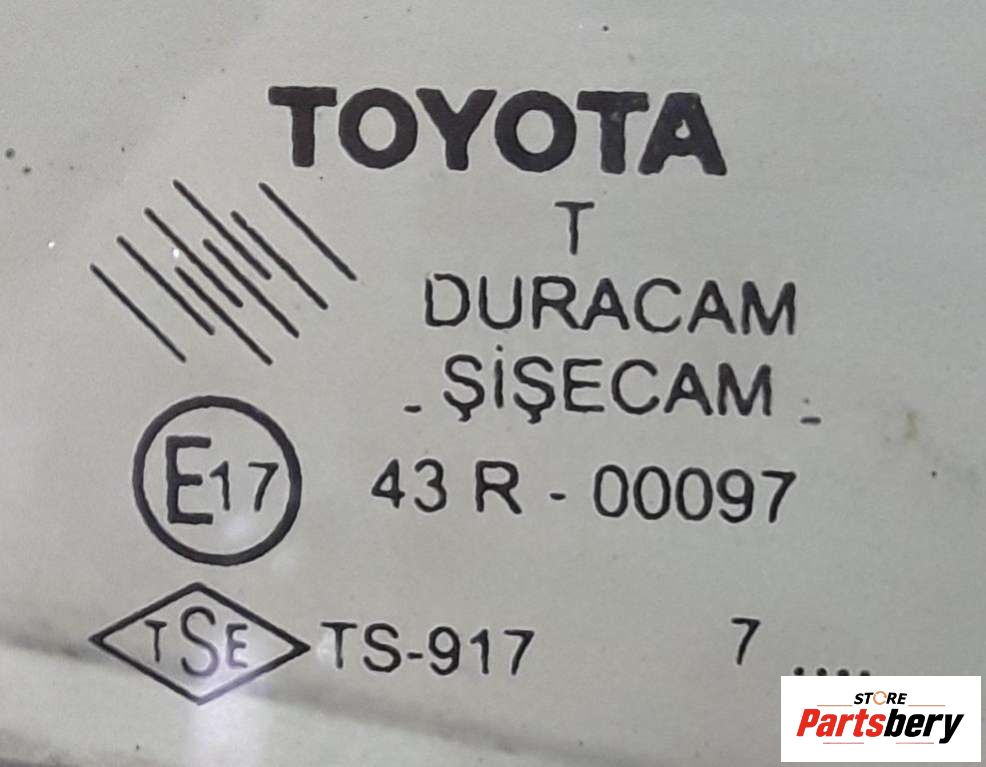 TOYOTA
T
DURACAM
- ŞİŞECAM -
E17 43 R - 00097
TSE TS-917 7 ....
STORE
Partsbery